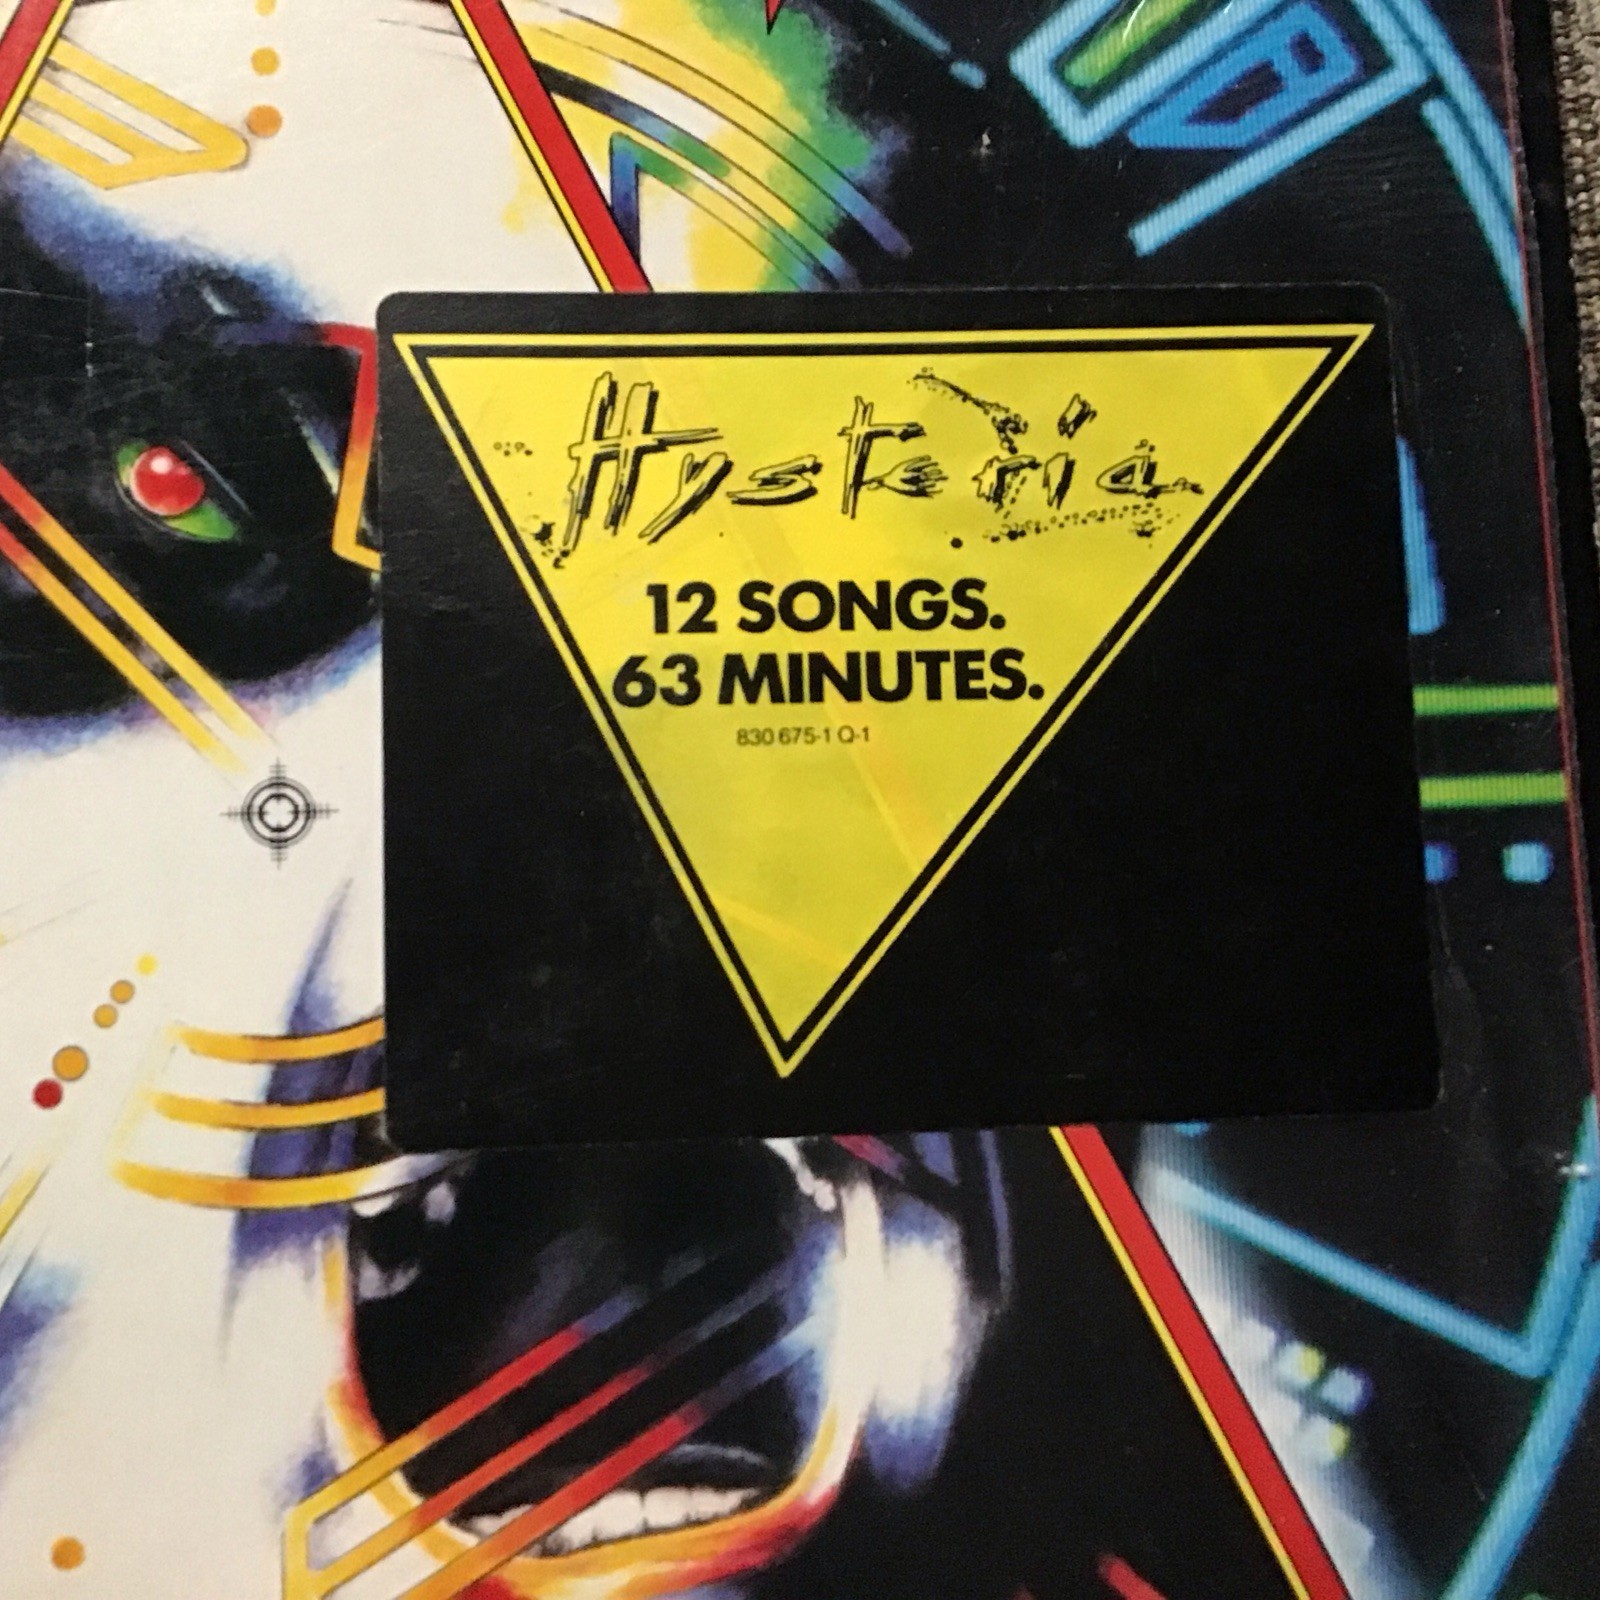 Hysteria
12 SONGS.
63 MINUTES.
830 675-1 Q-1